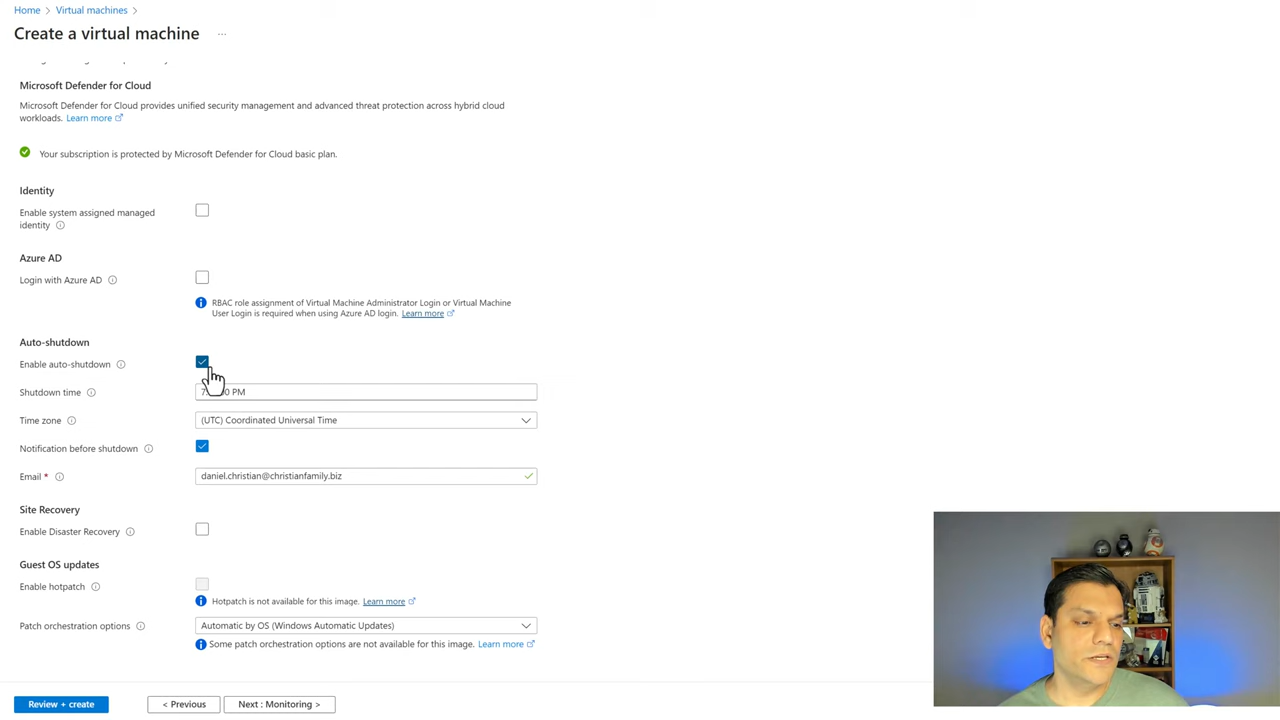 Home > Virtual machines >
Create a virtual machine ...
Microsoft Defender for Cloud
Microsoft Defender for Cloud provides unified security management and advanced threat protection across hybrid cloud
workloads. Learn more
Your subscription is protected by Microsoft Defender for Cloud basic plan.
Identity
Enable system assigned managed
identity
Azure AD
Login with Azure AD
RBAC role assignment of Virtual Machine Administrator Login or Virtual Machine
User Login is required when using Azure AD login. Learn more
Auto-shutdown
Enable auto-shutdown
Shutdown time
PM
Time zone
(UTC) Coordinated Universal Time
Notification before shutdown
Email *
daniel.christian@christianfamily.biz
Site Recovery
Enable Disaster Recovery
Guest OS updates
Enable hotpatch
Hotpatch is not available for this image. Learn more
Patch orchestration options
Automatic by OS (Windows Automatic Updates)
Some patch orchestration options are not available for this image. Learn more
Review + create
< Previous
Next : Monitoring >